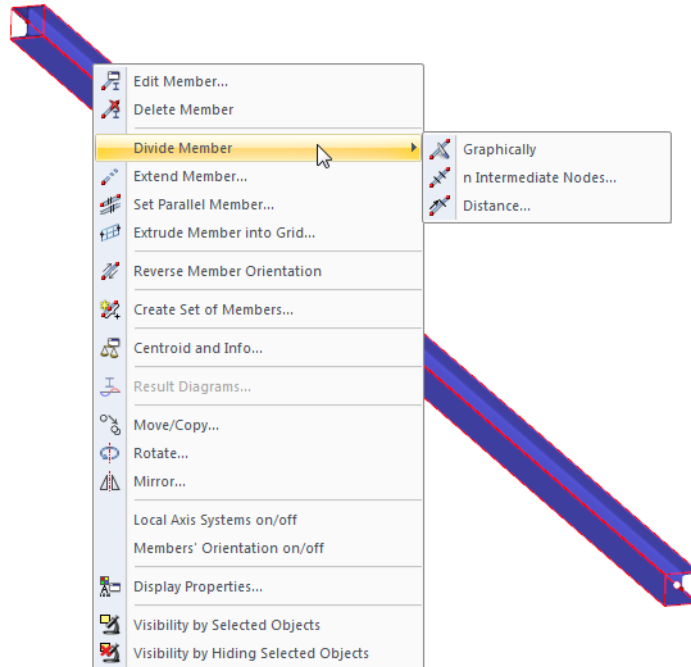 Edit Member...
Delete Member
Divide Member
Graphically
n Intermediate Nodes...
Distance...
Extend Member...
Set Parallel Member...
Extrude Member into Grid...
Reverse Member Orientation
Create Set of Members...
Centroid and Info...
Result Diagrams...
Move/Copy...
Rotate...
Mirror...
Local Axis Systems on/off
Members' Orientation on/off
Display Properties...
Visibility by Selected Objects
Visibility by Hiding Selected Objects